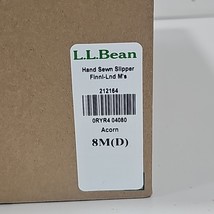 L.L.Bean
Hand Sewn Slipper
Finnl-Lnd M's
212164
0RYR4 04080
Acorn
8M(D)